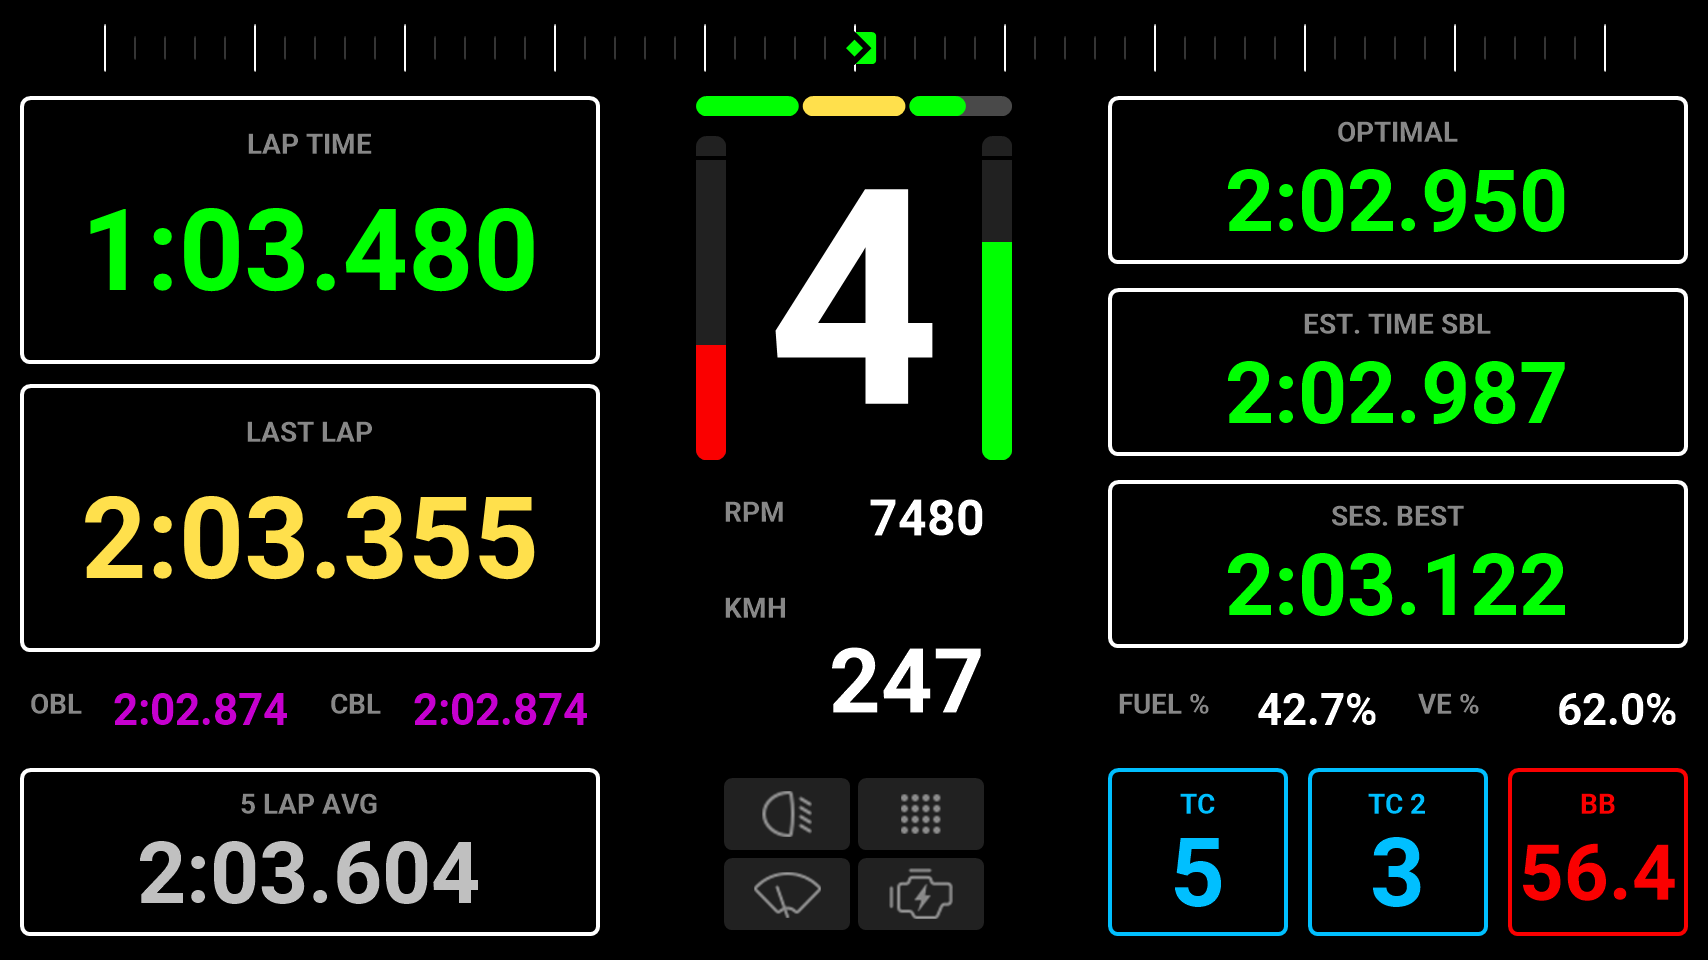 LAP TIME
1:03.480
LAST LAP
2:03.355
OBL 2:02.874 CBL 2:02.874
5 LAP AVG
2:03.604
4
RPM 7480
KMH
247
OPTIMAL
2:02.950
EST. TIME SBL
2:02.987
SES. BEST
2:03.122
FUEL % 42.7% VE % 62.0%
TC
5
TC 2
3
BB
56.4